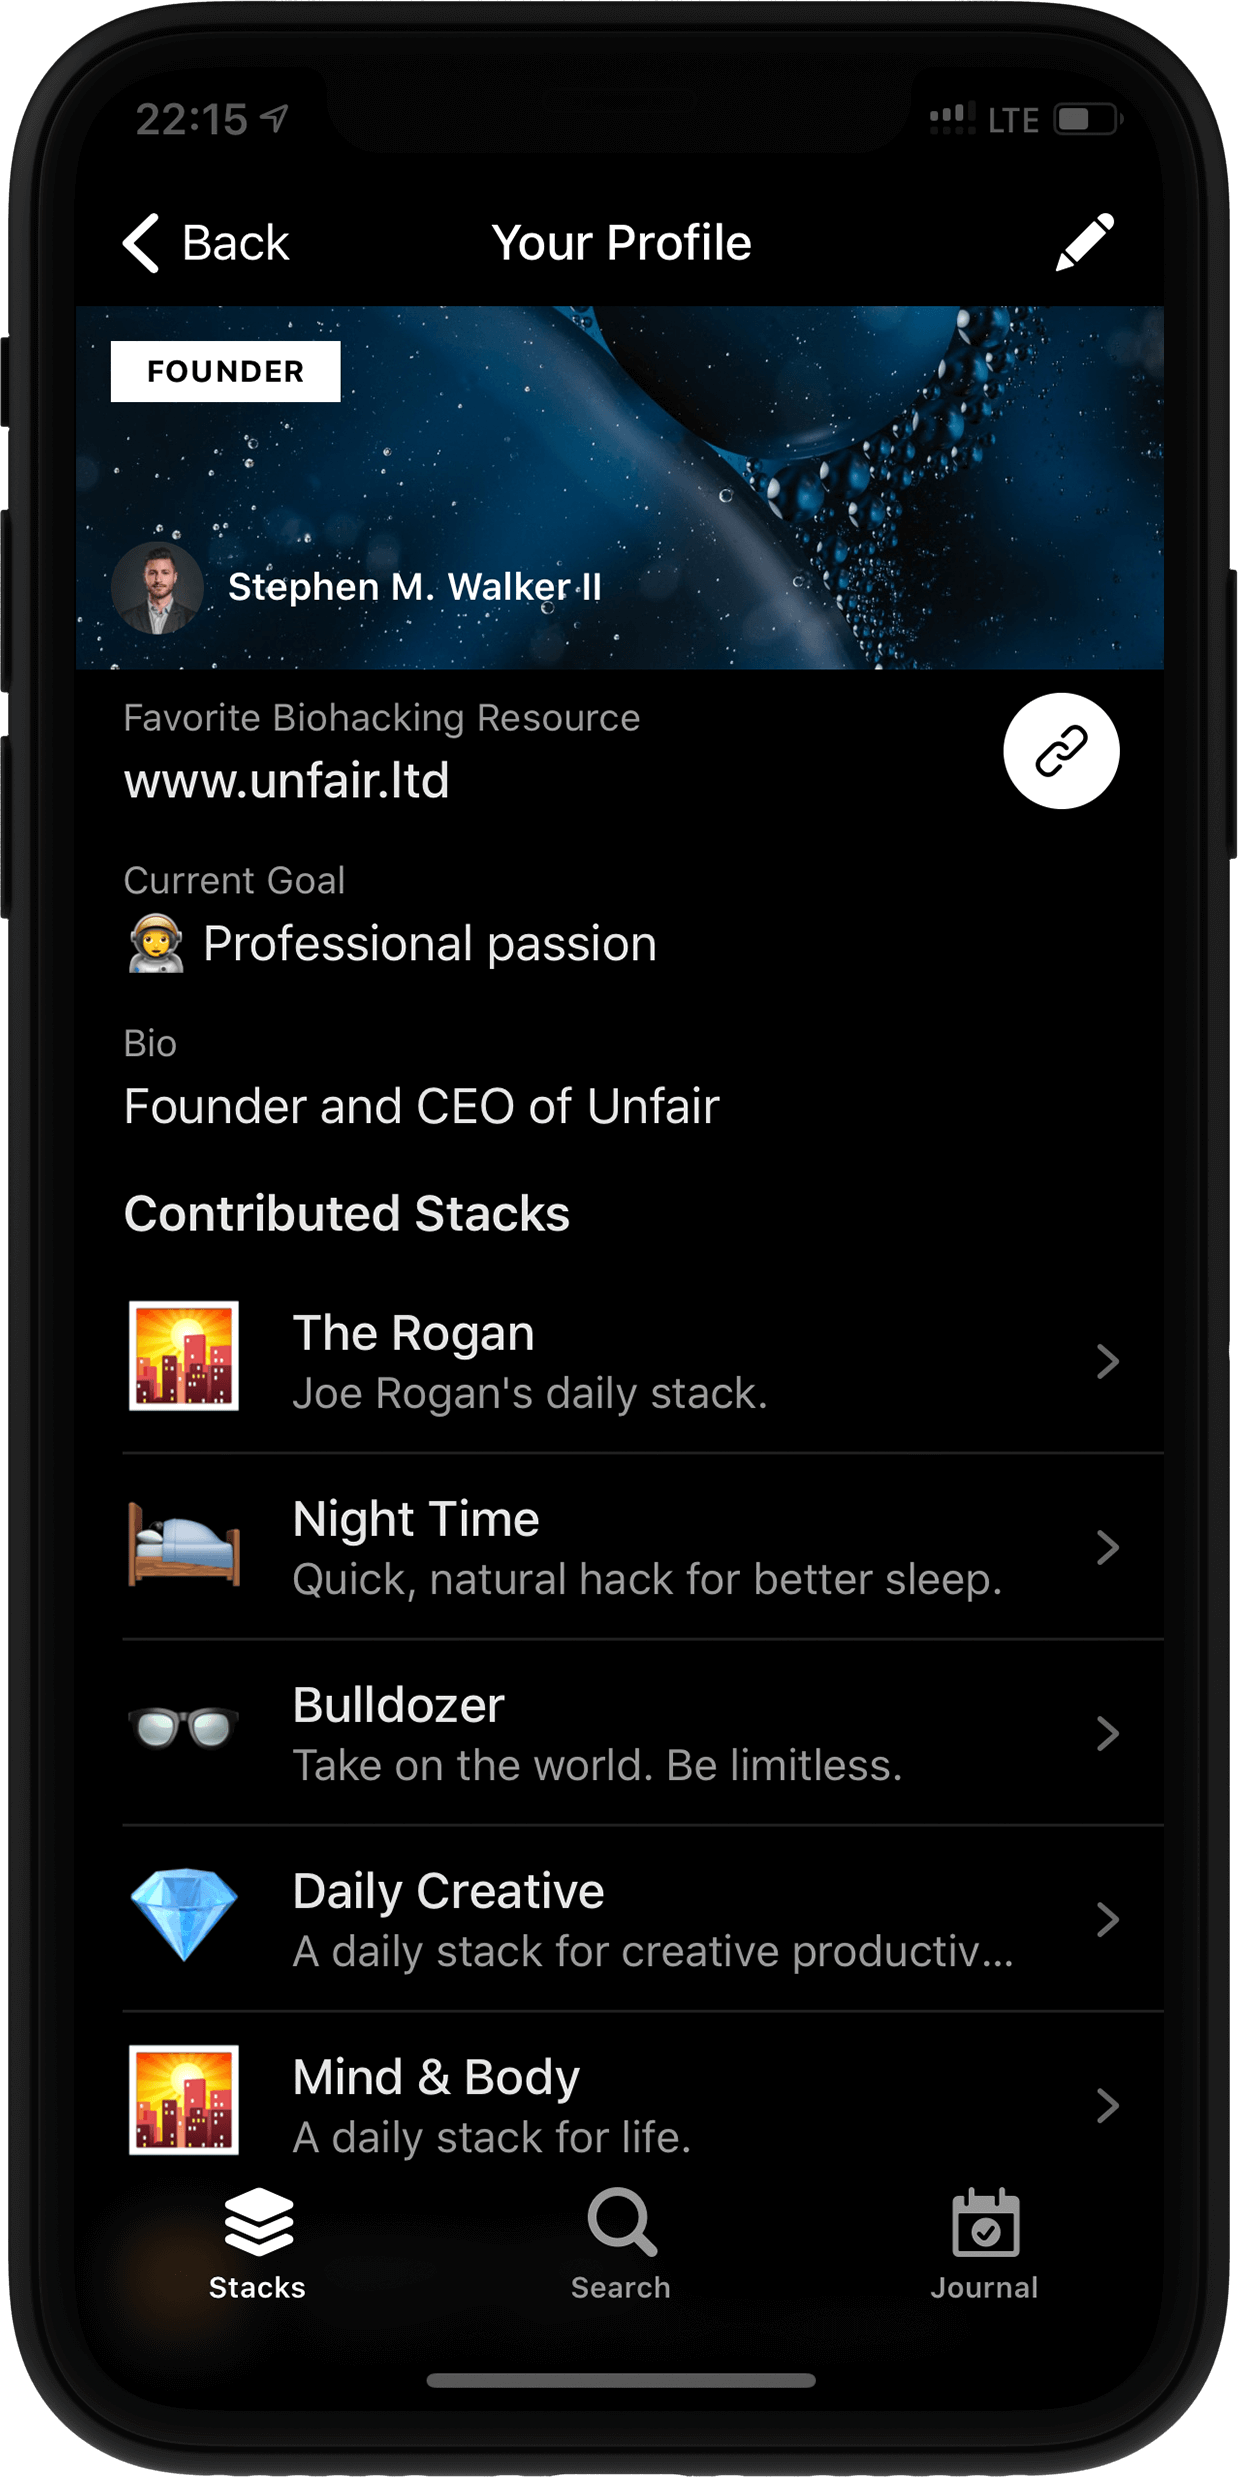 22:15 LTE
Back Your Profile
FOUNDER
Stephen M. Walker II
Favorite Biohacking Resource
www.unfair.ltd
Current Goal
Professional passion
Bio
Founder and CEO of Unfair
Contributed Stacks
The Rogan
Joe Rogan's daily stack.
Night Time
Quick, natural hack for better sleep.
Bulldozer
Take on the world. Be limitless.
Daily Creative
A daily stack for creative productiv...
Mind & Body
A daily stack for life.
Stacks Search Journal